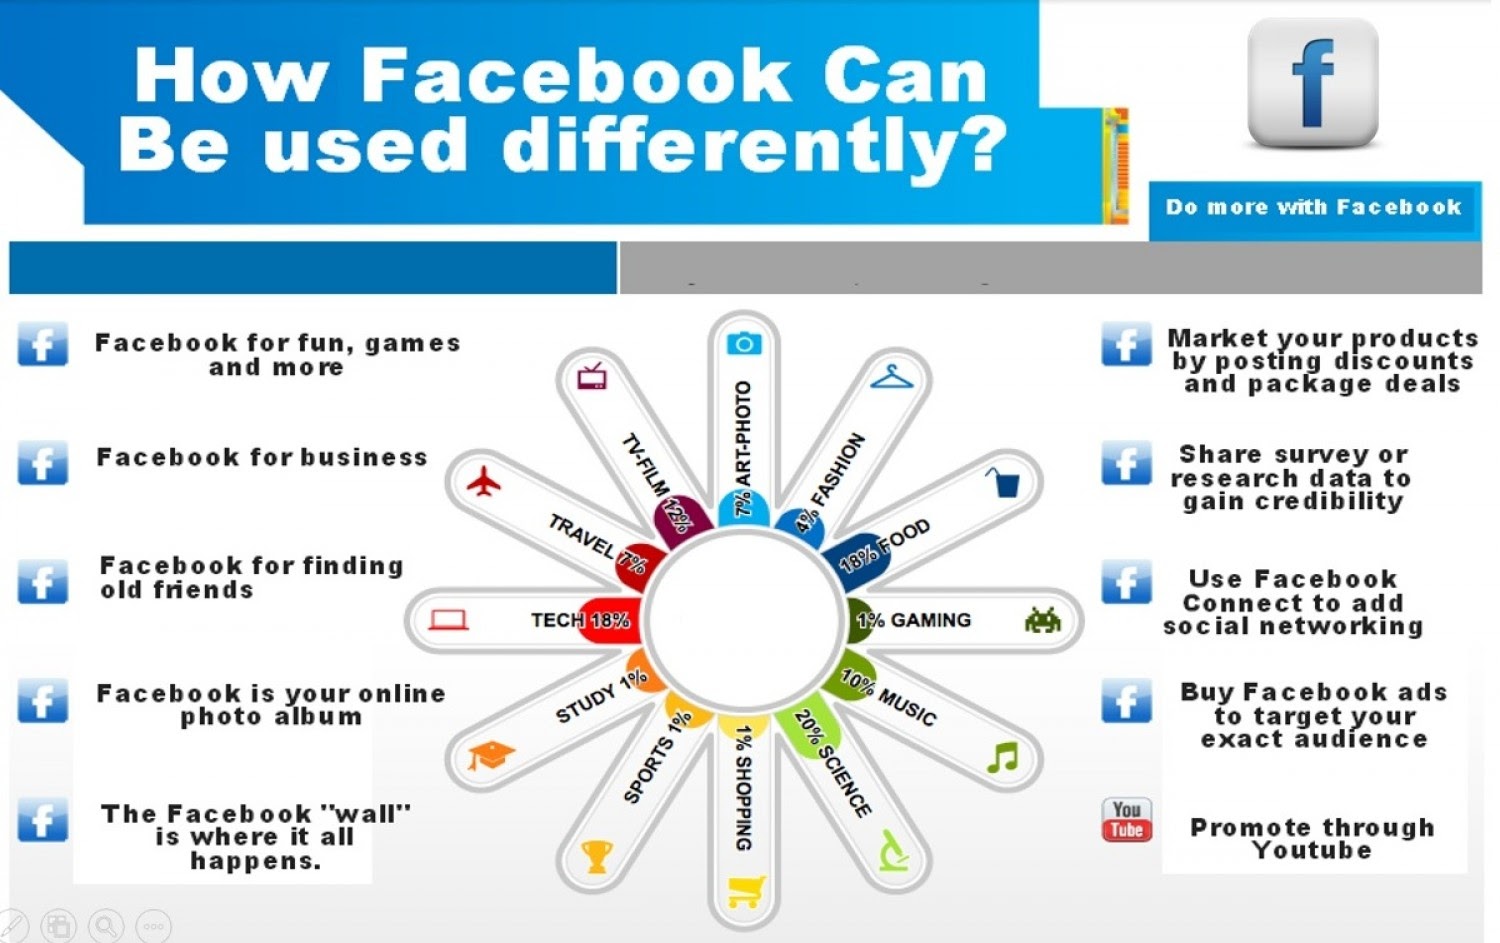 How Facebook Can
Be used differently?
f
Do more with Facebook
f
Facebook for fun, games
and more
f
Facebook for business
f
Facebook for finding
old friends
f
Facebook is your online
photo album
f
The Facebook "wall"
is where it all
happens.
7% ART-PHOTO
4% FASHION
18% FOOD
1% GAMING
10% MUSIC
20% SCIENCE
1% SHOPPING
SPORTS 1%
STUDY 1%
TECH 18%
TRAVEL 7%
TV-FILM 12%
f
Market your products
by posting discounts
and package deals
f
Share survey or
research data to
gain credibility
f
Use Facebook
Connect to add
social networking
f
Buy Facebook ads
to target your
exact audience
You
Tube
Promote through
Youtube